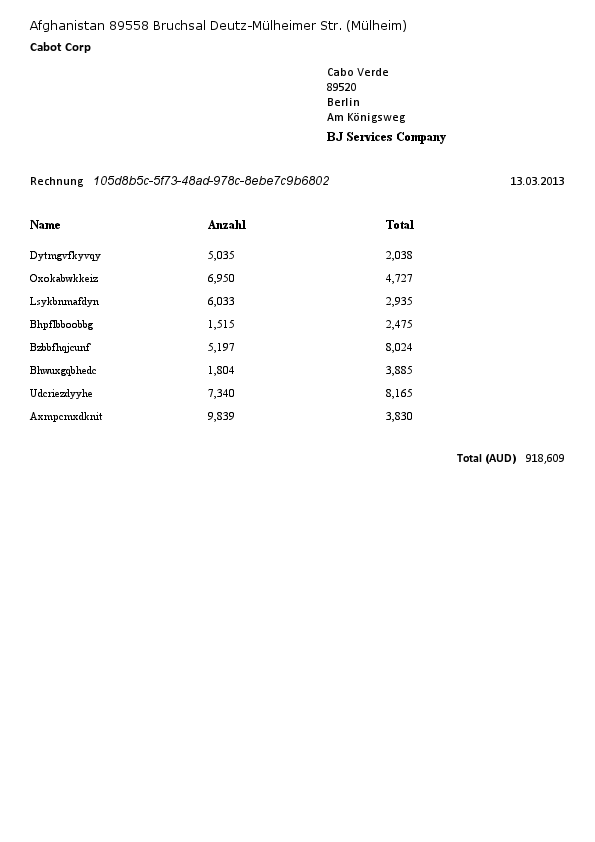 Afghanistan 89558 Bruchsal Deutz-Mülheimer Str. (Mülheim)
Cabot Corp
Cabo Verde
89520
Berlin
Am Königsweg
BJ Services Company
Rechnung 105d8b5c-5f73-48ad-978c-8ebe7c9b6802 13.03.2013
Name Anzahl Total
Dytmgvfkyvqy 5,035 2,038
Oxokabwkkeiz 6,950 4,727
Lsykbnmafdyn 6,033 2,935
Bhpflbboobbg 1,515 2,475
Bzbbfhqjcunf 5,197 8,024
Bhwuxgqbhedc 1,804 3,885
Udcriezdyyhe 7,340 8,165
Axmpcmxdknit 9,839 3,830
Total (AUD) 918,609